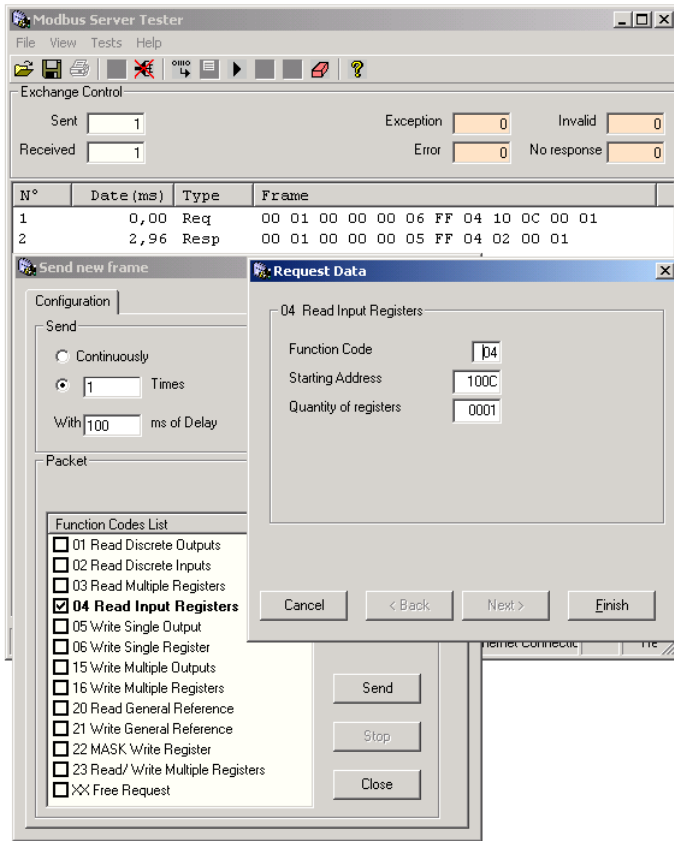 Modbus Server Tester
File View Tests Help
Exchange Control
Sent 1 Exception 0 Invalid 0
Received 1 Error 0 No response 0
N° Date (ms) Type Frame
1 0,00 Req 00 01 00 00 00 06 FF 04 10 0C 00 01
2 2,96 Resp 00 01 00 00 00 05 FF 04 02 00 01
Send new frame
Configuration
Send
Continuously
1 Times
With 100 ms of Delay
Packet
Function Codes List
01 Read Discrete Outputs
02 Read Discrete Inputs
03 Read Multiple Registers
04 Read Input Registers
05 Write Single Output
06 Write Single Register
15 Write Multiple Outputs
16 Write Multiple Registers
20 Read General Reference
21 Write General Reference
22 MASK Write Register
23 Read/ Write Multiple Registers
XX Free Request
Send
Stop
Close
Request Data
04 Read Input Registers
Function Code 04
Starting Address 100C
Quantity of registers 0001
Cancel < Back Next > Finish